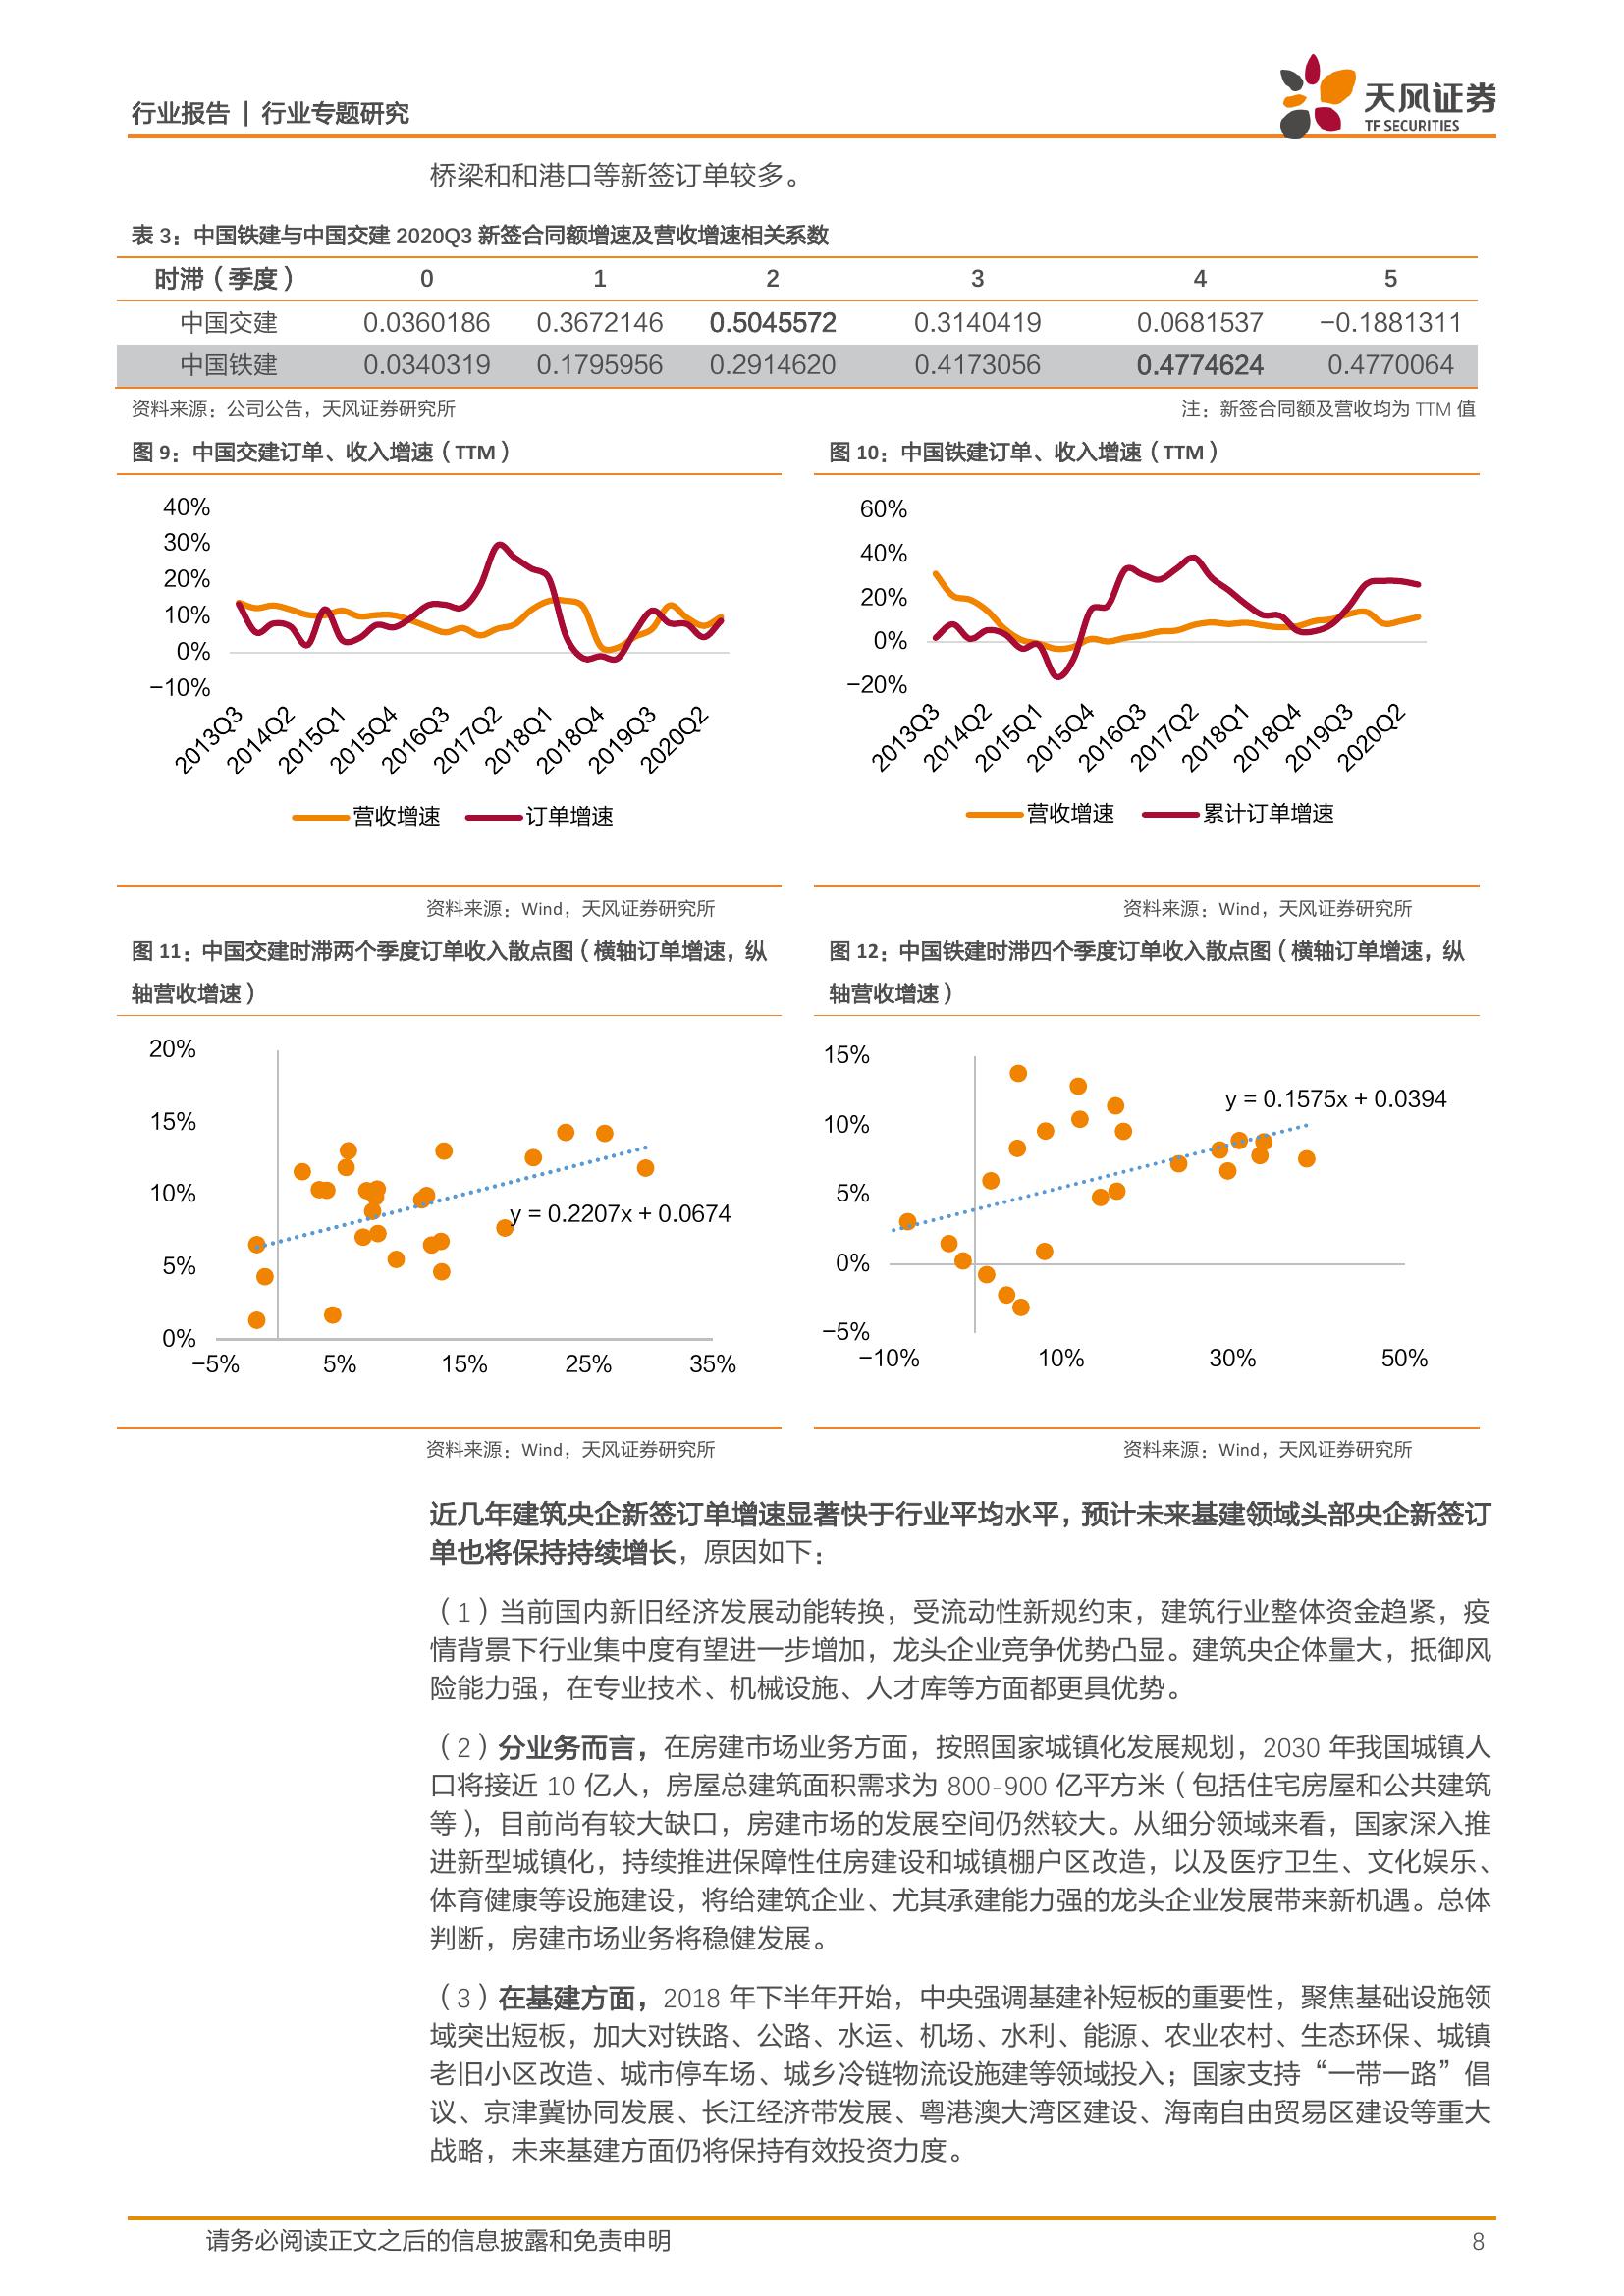 行业报告 | 行业专题研究
天风证券
TF SECURITIES
桥梁和和港口等新签订单较多。
表 3：中国铁建与中国交建 2020Q3 新签合同额增速及营收增速相关系数
时滞（季度） 0 1 2 3 4 5
中国交建 0.0360186 0.3672146 0.5045572 0.3140419 0.0681537 −0.1881311
中国铁建 0.0340319 0.1795956 0.2914620 0.4173056 0.4774624 0.4770064
资料来源：公司公告，天风证券研究所 注：新签合同额及营收均为 TTM 值
图 9：中国交建订单、收入增速（TTM）
40%
30%
20%
10%
0%
−10%
2013Q3 2014Q2 2015Q1 2015Q4 2016Q3 2017Q2 2018Q1 2018Q4 2019Q3 2020Q2
营收增速 订单增速
资料来源：Wind，天风证券研究所
图 10：中国铁建订单、收入增速（TTM）
60%
40%
20%
0%
−20%
2013Q3 2014Q2 2015Q1 2015Q4 2016Q3 2017Q2 2018Q1 2018Q4 2019Q3 2020Q2
营收增速 累计订单增速
资料来源：Wind，天风证券研究所
图 11：中国交建时滞两个季度订单收入散点图（横轴订单增速，纵
轴营收增速）
20%
15%
10%
5%
0%
y = 0.2207x + 0.0674
−5% 5% 15% 25% 35%
资料来源：Wind，天风证券研究所
图 12：中国铁建时滞四个季度订单收入散点图（横轴订单增速，纵
轴营收增速）
15%
10%
5%
0%
−5%
y = 0.1575x + 0.0394
−10% 10% 30% 50%
资料来源：Wind，天风证券研究所
近几年建筑央企新签订单增速显著快于行业平均水平，预计未来基建领域头部央企新签订
单也将保持持续增长，原因如下：
（1）当前国内新旧经济发展动能转换，受流动性新规约束，建筑行业整体资金趋紧，疫
情背景下行业集中度有望进一步增加，龙头企业竞争优势凸显。建筑央企体量大，抵御风
险能力强，在专业技术、机械设施、人才库等方面都更具优势。
（2）分业务而言，在房建市场业务方面，按照国家城镇化发展规划，2030 年我国城镇人
口将接近 10 亿人，房屋总建筑面积需求为 800-900 亿平方米（包括住宅房屋和公共建筑
等），目前尚有较大缺口，房建市场的发展空间仍然较大。从细分领域来看，国家深入推
进新型城镇化，持续推进保障性住房建设和城镇棚户区改造，以及医疗卫生、文化娱乐、
体育健康等设施建设，将给建筑企业、尤其承建能力强的龙头企业发展带来新机遇。总体
判断，房建市场业务将稳健发展。
（3）在基建方面，2018 年下半年开始，中央强调基建补短板的重要性，聚焦基础设施领
域突出短板，加大对铁路、公路、水运、机场、水利、能源、农业农村、生态环保、城镇
老旧小区改造、城市停车场、城乡冷链物流设施建等领域投入；国家支持“一带一路”倡
议、京津冀协同发展、长江经济带发展、粤港澳大湾区建设、海南自由贸易区建设等重大
战略，未来基建方面仍将保持有效投资力度。
请务必阅读正文之后的信息披露和免责申明 8